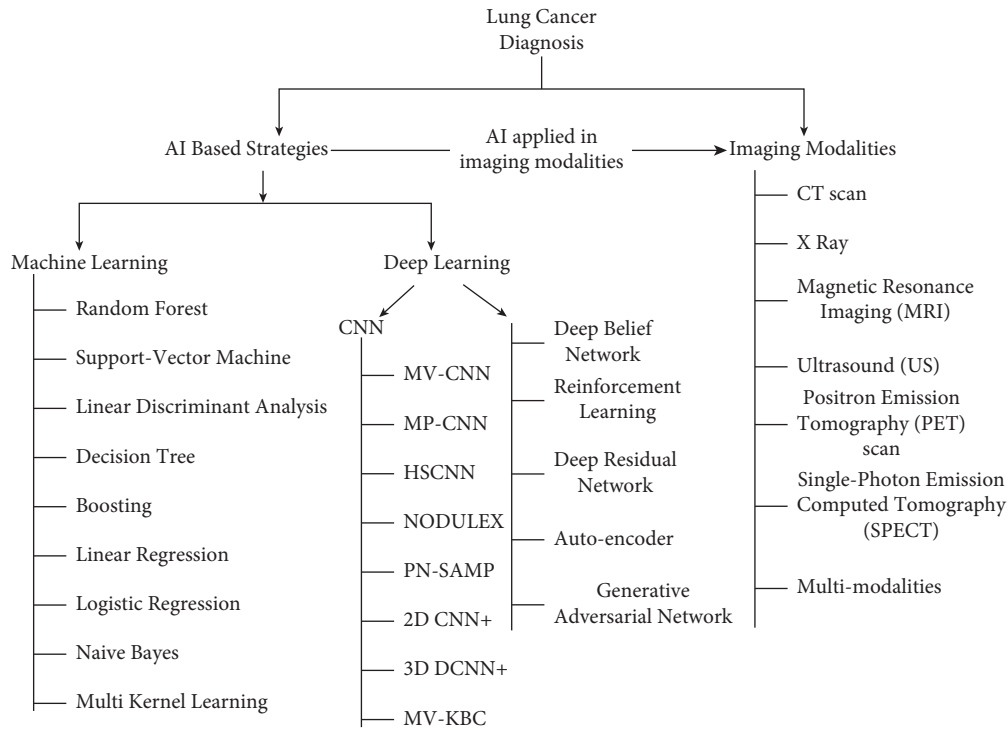 Lung Cancer
Diagnosis
AI Based Strategies
AI applied in
imaging modalities
Imaging Modalities
Machine Learning
Random Forest
Support-Vector Machine
Linear Discriminant Analysis
Decision Tree
Boosting
Linear Regression
Logistic Regression
Naive Bayes
Multi Kernel Learning
Deep Learning
CNN
MV-CNN
MP-CNN
HSCNN
NODULEX
PN-SAMP
2D CNN+
3D DCNN+
MV-KBC
Deep Belief
Network
Reinforcement
Learning
Deep Residual
Network
Auto-encoder
Generative
Adversarial Network
CT scan
X Ray
Magnetic Resonance
Imaging (MRI)
Ultrasound (US)
Positron Emission
Tomography (PET)
scan
Single-Photon Emission
Computed Tomography
(SPECT)
Multi-modalities